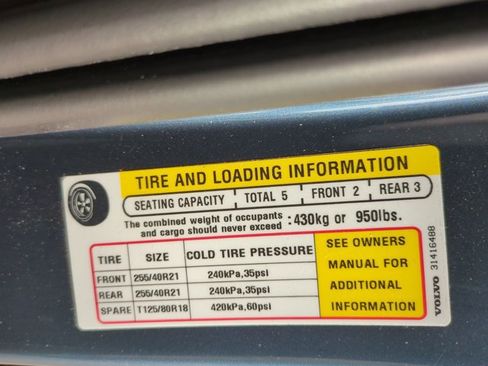 TIRE AND LOADING INFORMATION
SEATING CAPACITY TOTAL 5 FRONT 2 REAR 3
The combined weight of occupants and cargo should never exceed : 430kg or 950lbs.
TIRE SIZE COLD TIRE PRESSURE
FRONT 255/40R21 240kPa,35psi
REAR 255/40R21 240kPa,35psi
SPARE T125/80R18 420kPa,60psi
SEE OWNERS
MANUAL FOR
ADDITIONAL
INFORMATION
VOLVO 31416488